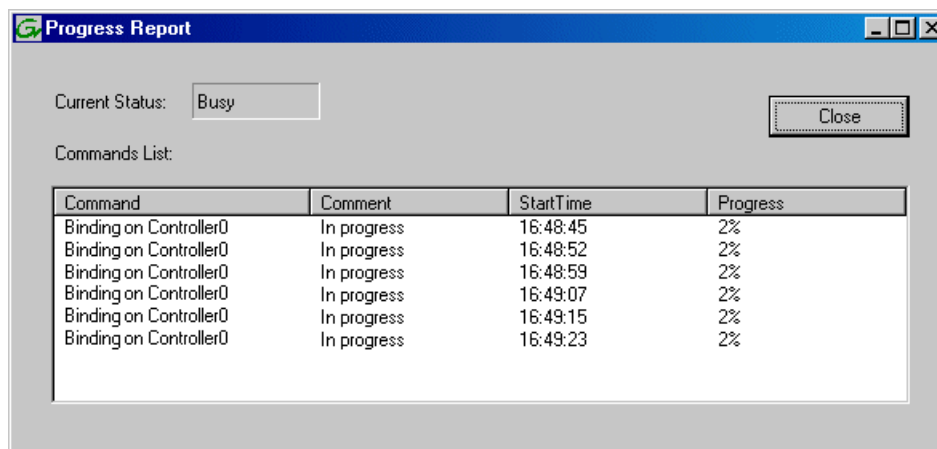 Progress Report
Current Status: Busy
Close
Commands List:
Command Comment StartTime Progress
Binding on Controller0 In progress 16:48:45 2%
Binding on Controller0 In progress 16:48:52 2%
Binding on Controller0 In progress 16:48:59 2%
Binding on Controller0 In progress 16:49:07 2%
Binding on Controller0 In progress 16:49:15 2%
Binding on Controller0 In progress 16:49:23 2%